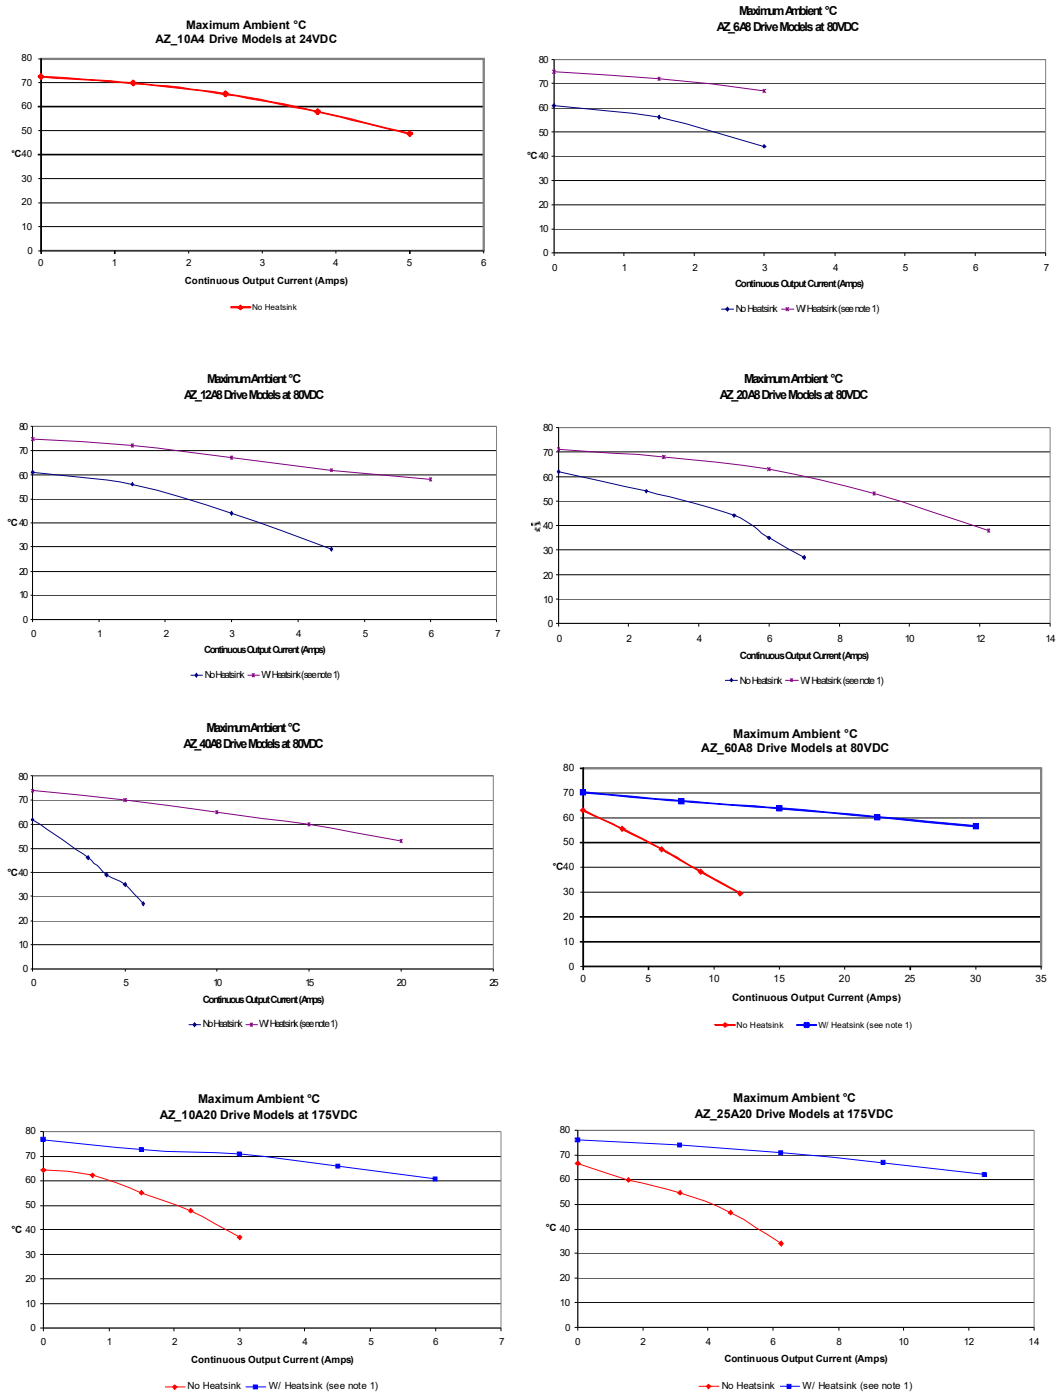 Maximum Ambient °C
AZ_10A4 Drive Models at 24VDC
80
70
60
50
°C 40
30
20
10
0
0 1 2 3 4 5 6
Continuous Output Current (Amps)
No Heatsink
Maximum Ambient °C
AZ_6A8 Drive Models at 80VDC
80
70
60
50
°C 40
30
20
10
0
0 1 2 3 4 5 6 7
Continuous Output Current (Amps)
No Heatsink W/ Heatsink (see note 1)
Maximum Ambient °C
AZ_12A8 Drive Models at 80VDC
80
70
60
50
°C 40
30
20
10
0
0 1 2 3 4 5 6 7
Continuous Output Current (Amps)
No Heatsink W/ Heatsink (see note 1)
Maximum Ambient °C
AZ_20A8 Drive Models at 80VDC
80
70
60
50
40
30
20
10
0
0 2 4 6 8 10 12 14
Continuous Output Current (Amps)
No Heatsink W/ Heatsink (see note 1)
Maximum Ambient °C
AZ_40A8 Drive Models at 80VDC
80
70
60
50
°C 40
30
20
10
0
0 5 10 15 20 25
Continuous Output Current (Amps)
No Heatsink W/ Heatsink (see note 1)
Maximum Ambient °C
AZ_60A8 Drive Models at 80VDC
80
70
60
50
°C 40
30
20
10
0
0 5 10 15 20 25 30 35
Continuous Output Current (Amps)
No Heatsink W/ Heatsink (see note 1)
Maximum Ambient °C
AZ_10A20 Drive Models at 175VDC
80
70
60
50
°C 40
30
20
10
0
0 1 2 3 4 5 6 7
Continuous Output Current (Amps)
No Heatsink W/ Heatsink (see note 1)
Maximum Ambient °C
AZ_25A20 Drive Models at 175VDC
80
70
60
50
°C 40
30
20
10
0
0 2 4 6 8 10 12 14
Continuous Output Current (Amps)
No Heatsink W/ Heatsink (see note 1)